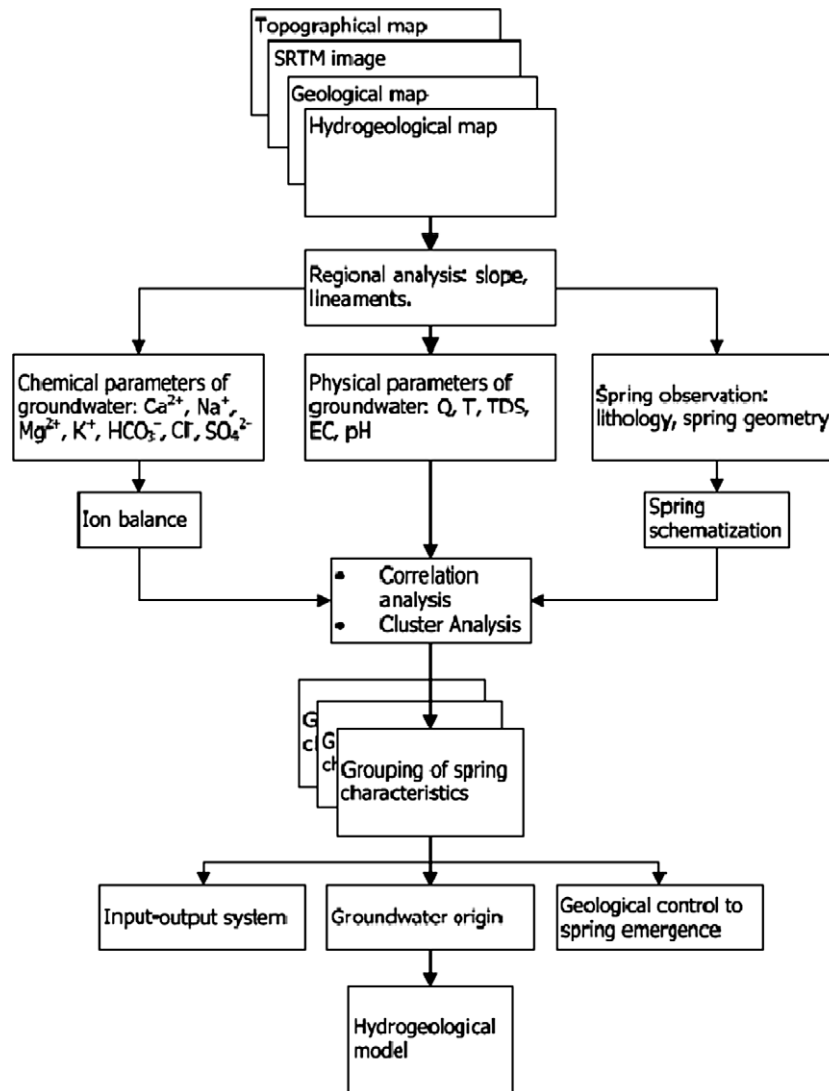 Topographical map
SRTM image
Geological map
Hydrogeological map
Regional analysis: slope,
lineaments.
Chemical parameters of
groundwater: Ca²⁺, Na⁺,
Mg²⁺, K⁺, HCO₃⁻, Cl⁻, SO₄²⁻
Physical parameters of
groundwater: Q, T, TDS,
EC, pH
Spring observation:
lithology, spring geometry
Ion balance
Spring
schematization
• Correlation
analysis
• Cluster Analysis
G
cl
G
ch
Grouping of spring
characteristics
Input-output system
Groundwater origin
Geological control to
spring emergence
Hydrogeological
model